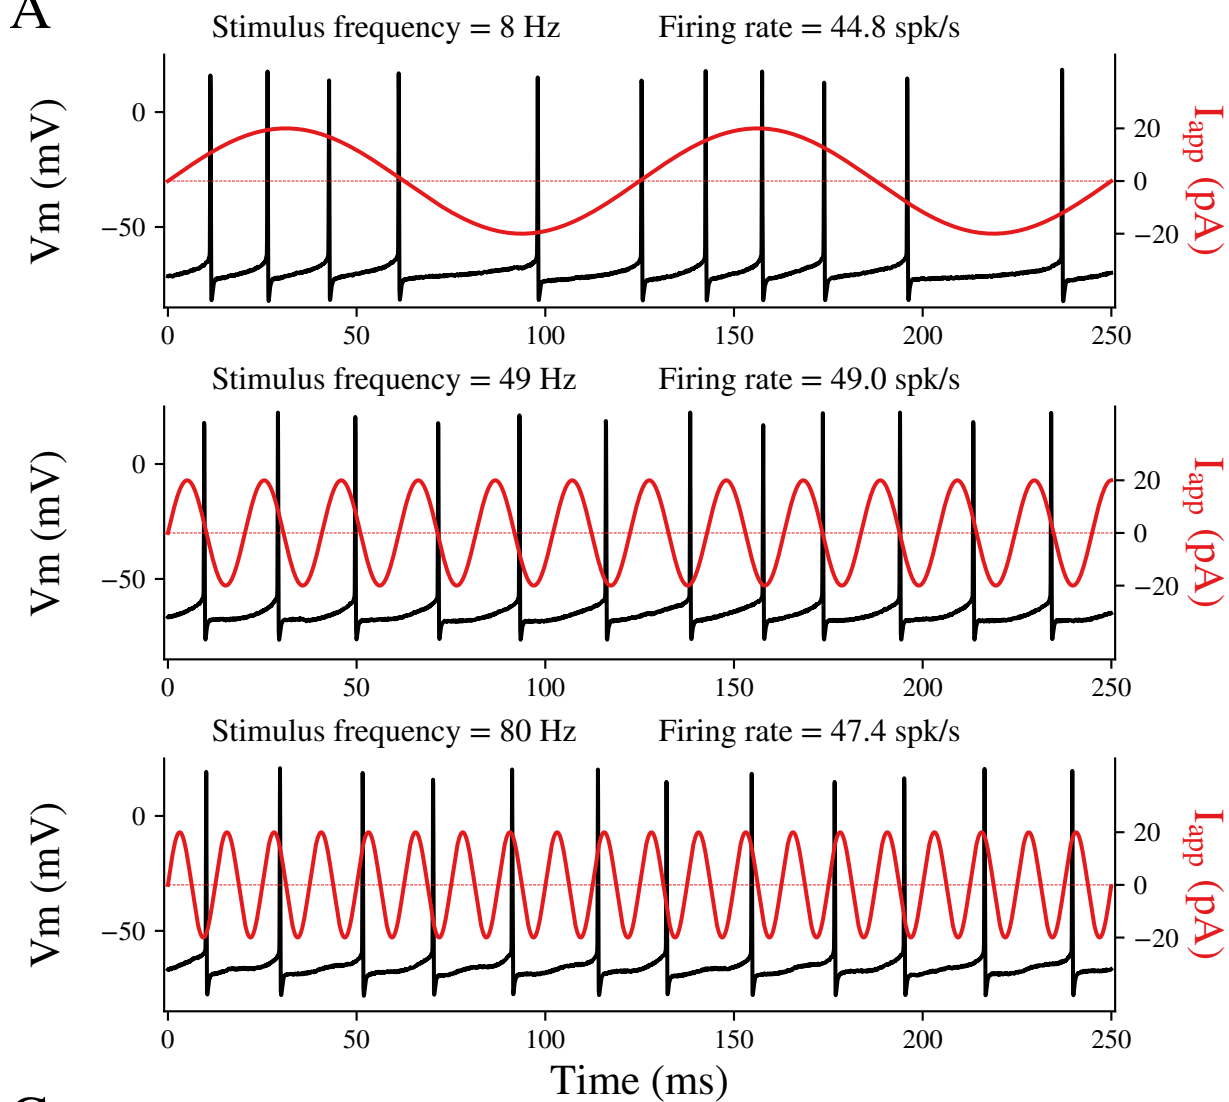 A
Stimulus frequency = 8 Hz Firing rate = 44.8 spk/s
Vm (mV)
0
−50
20
0
−20
I_app (pA)
0 50 100 150 200 250
Stimulus frequency = 49 Hz Firing rate = 49.0 spk/s
Vm (mV)
0
−50
20
0
−20
I_app (pA)
0 50 100 150 200 250
Stimulus frequency = 80 Hz Firing rate = 47.4 spk/s
Vm (mV)
0
−50
20
0
−20
I_app (pA)
0 50 100 150 200 250
Time (ms)